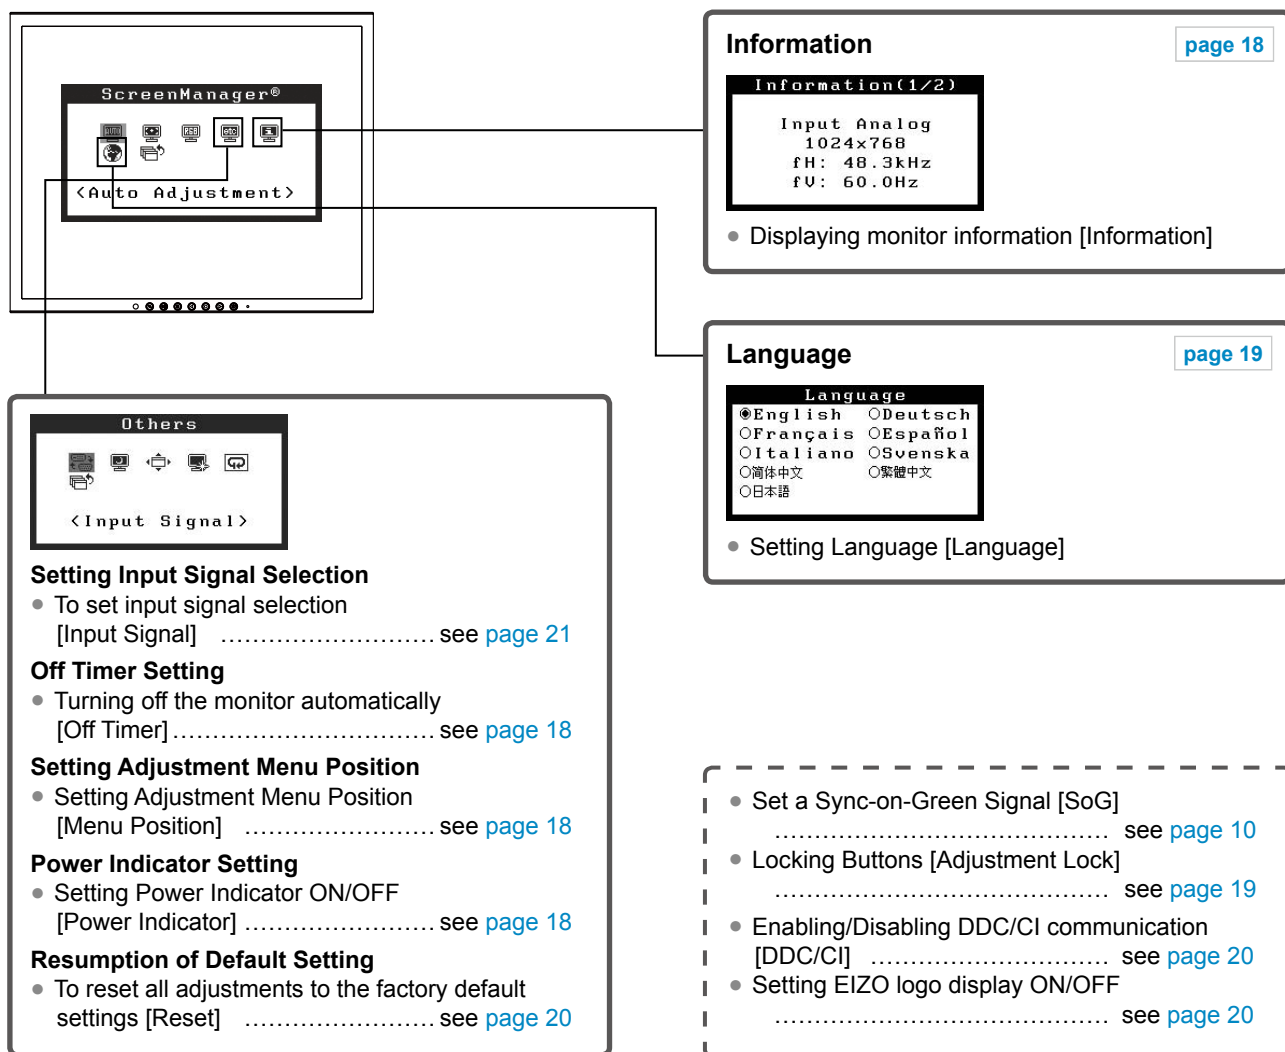 ScreenManager®
AUTO
RGB
etc
<Auto Adjustment>
Information
page 18
Information(1/2)
Input Analog
1024x768
fH: 48.3kHz
fV: 60.0Hz
• Displaying monitor information [Information]
Language
page 19
Language
English Deutsch
Français Español
Italiano Svenska
简体中文 繁體中文
日本語
• Setting Language [Language]
Others
<Input Signal>
Setting Input Signal Selection
• To set input signal selection
[Input Signal] ........................... see page 21
Off Timer Setting
• Turning off the monitor automatically
[Off Timer] ................................. see page 18
Setting Adjustment Menu Position
• Setting Adjustment Menu Position
[Menu Position] ........................ see page 18
Power Indicator Setting
• Setting Power Indicator ON/OFF
[Power Indicator] ........................ see page 18
Resumption of Default Setting
• To reset all adjustments to the factory default
settings [Reset] ........................ see page 20
• Set a Sync-on-Green Signal [SoG]
.......................................... see page 10
• Locking Buttons [Adjustment Lock]
.......................................... see page 19
• Enabling/Disabling DDC/CI communication
[DDC/CI] .............................. see page 20
• Setting EIZO logo display ON/OFF
.......................................... see page 20